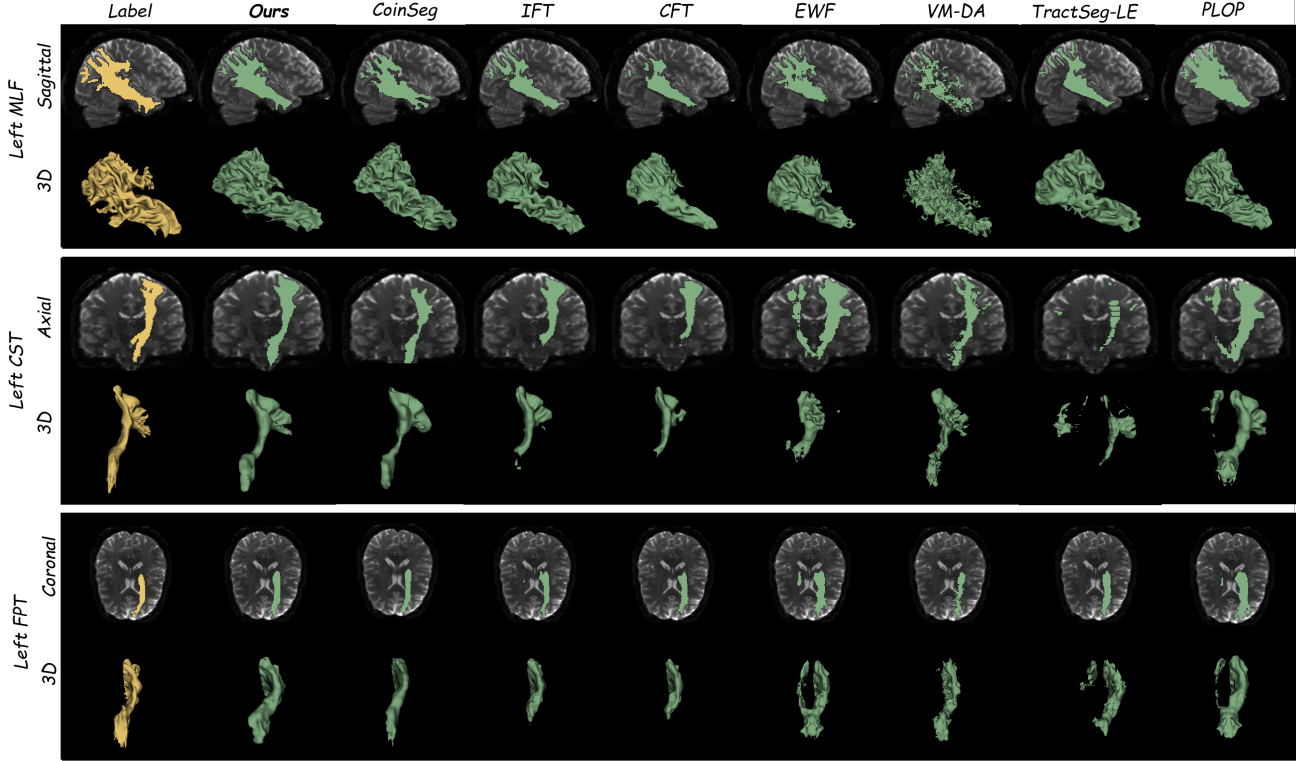 Label Ours CoinSeg IFT CFT EWF VM-DA TractSeg-LE PLOP
Left MLF
Sagittal
3D
Left CST
Axial
3D
Left FPT
Coronal
3D